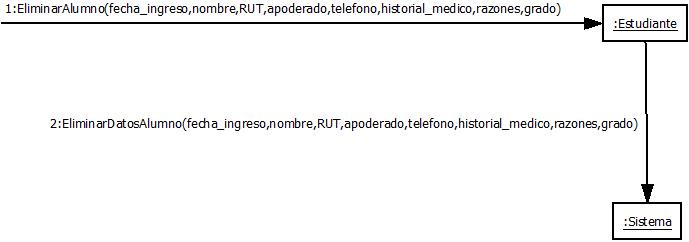 1:EliminarAlumno(fecha_ingreso,nombre,RUT,apoderado,telefono,historial_medico,razones,grado)
:Estudiante
2:EliminarDatosAlumno(fecha_ingreso,nombre,RUT,apoderado,telefono,historial_medico,razones,grado)
:Sistema